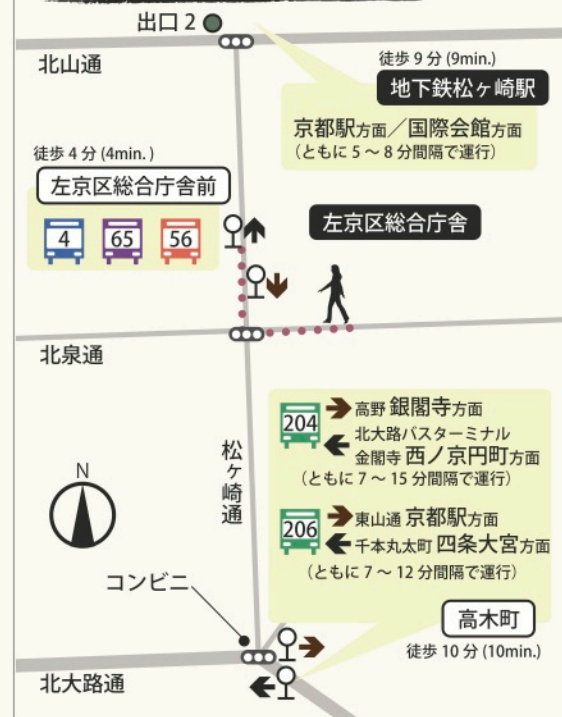 出口 2
北山通
徒歩 9 分 (9min.)
地下鉄松ヶ崎駅
京都駅方面／国際会館方面
（ともに 5 ～ 8 分間隔で運行）
徒歩 4 分 (4min. )
左京区総合庁舎前
4 65 56
左京区総合庁舎
北泉通
204
高野 銀閣寺方面
北大路バスターミナル
金閣寺 西ノ京円町方面
（ともに 7 ～ 15 分間隔で運行）
松ヶ崎通
N
206
東山通 京都駅方面
千本丸太町 四条大宮方面
（ともに 7 ～ 12 分間隔で運行）
コンビニ
高木町
徒歩 10 分 (10min.)
北大路通